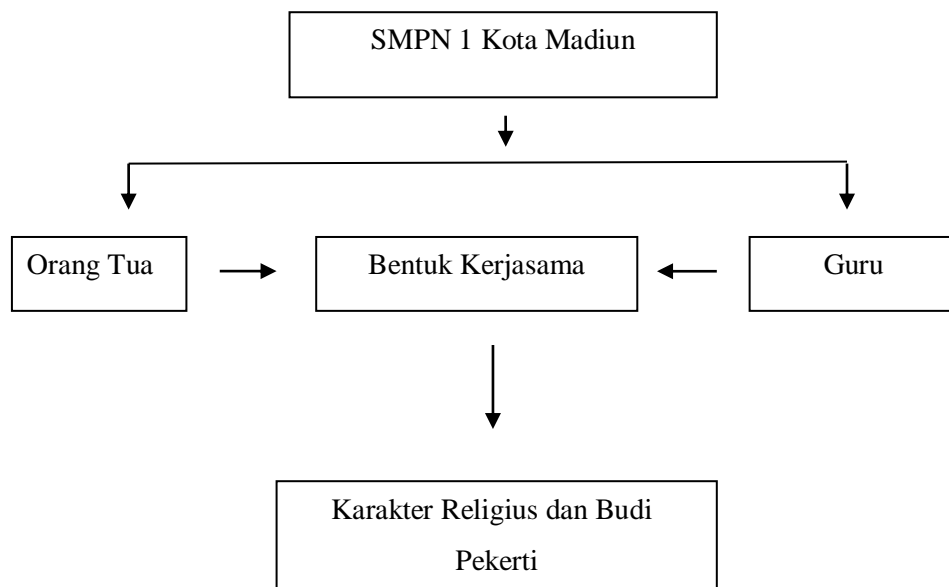 SMPN 1 Kota Madiun
Orang Tua
Bentuk Kerjasama
Guru
Karakter Religius dan Budi
Pekerti